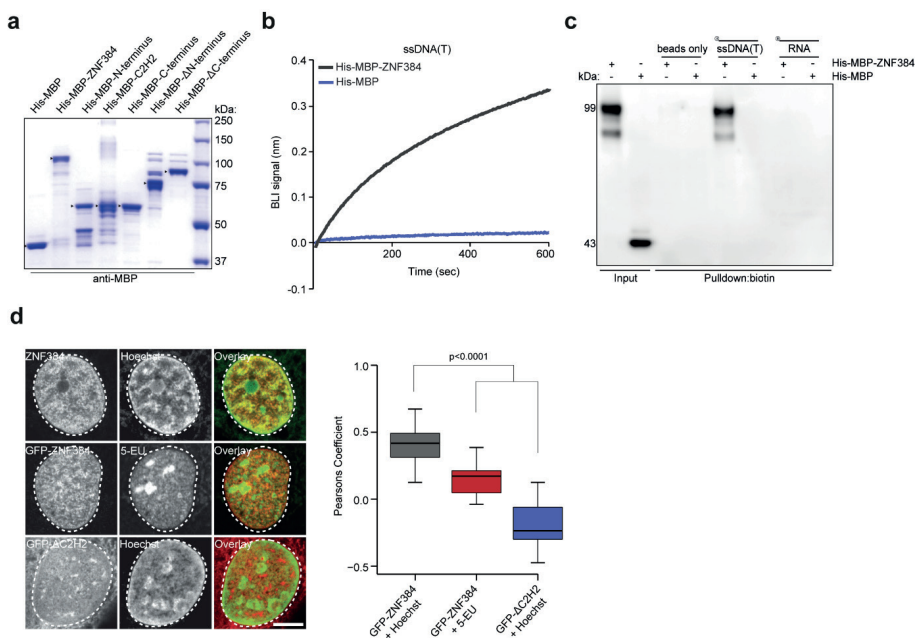 a
His-MBP
His-MBP-ZNF384
His-MBP-N-terminus
His-MBP-C2H2
His-MBP-C-terminus
His-MBP-ΔN-terminus
His-MBP-ΔC-terminus
kDa:
250
150
100
75
50
37
anti-MBP
b
ssDNA(T)
His-MBP-ZNF384
His-MBP
BLI signal (nm)
0.4
0.3
0.2
0.1
0.0
-0.1
200
400
600
Time (sec)
c
beads only
ssDNA(T)
RNA
+ - + - + - + - His-MBP-ZNF384
kDa: - + - + - + - + His-MBP
99
43
Input
Pulldown:biotin
d
ZNF384
Hoechst
Overlay
GFP-ZNF384
5-EU
Overlay
GFP-ΔC2H2
Hoechst
Overlay
p<0.0001
Pearsons Coefficient
1.0
0.5
0.0
−0.5
GFP-ZNF384
+ Hoechst
GFP-ZNF384
+ 5-EU
GFP-ΔC2H2
+ Hoechst